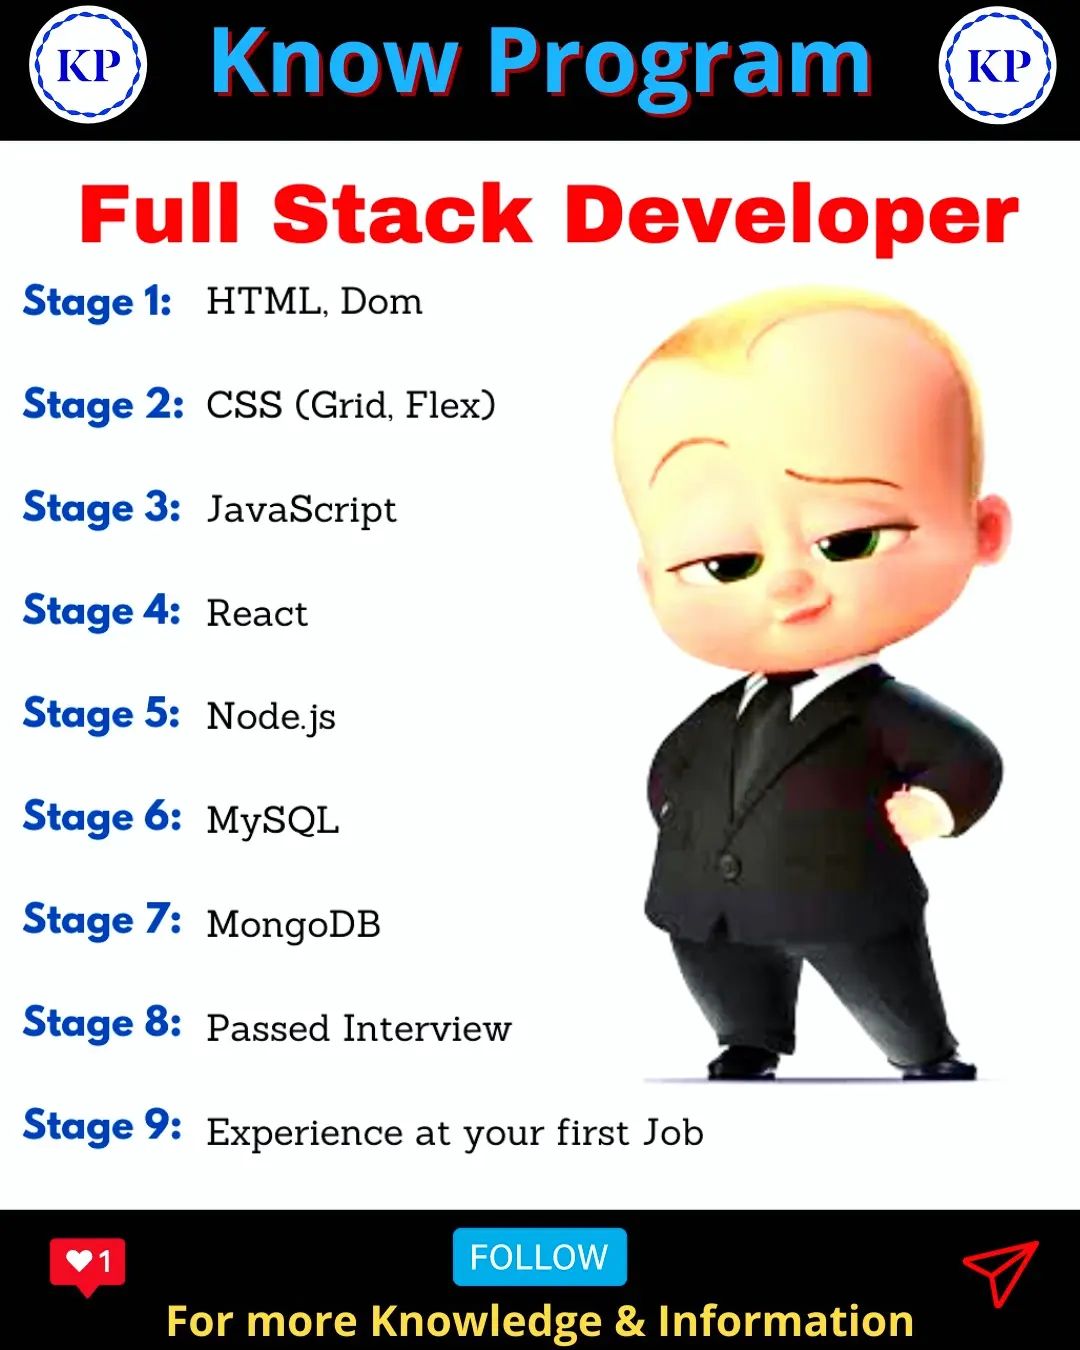 KP Know Program KP
Full Stack Developer
Stage 1: HTML, Dom
Stage 2: CSS (Grid, Flex)
Stage 3: JavaScript
Stage 4: React
Stage 5: Node.js
Stage 6: MySQL
Stage 7: MongoDB
Stage 8: Passed Interview
Stage 9: Experience at your first Job
1 FOLLOW
For more Knowledge & Information